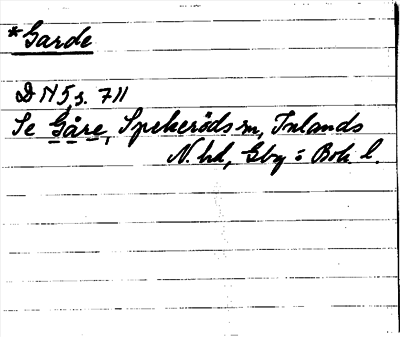 *Garde
DN 5, s. 711
Se Gåre, Spekeröds sn, Inlands
N. hd, Gbg o Boh l.